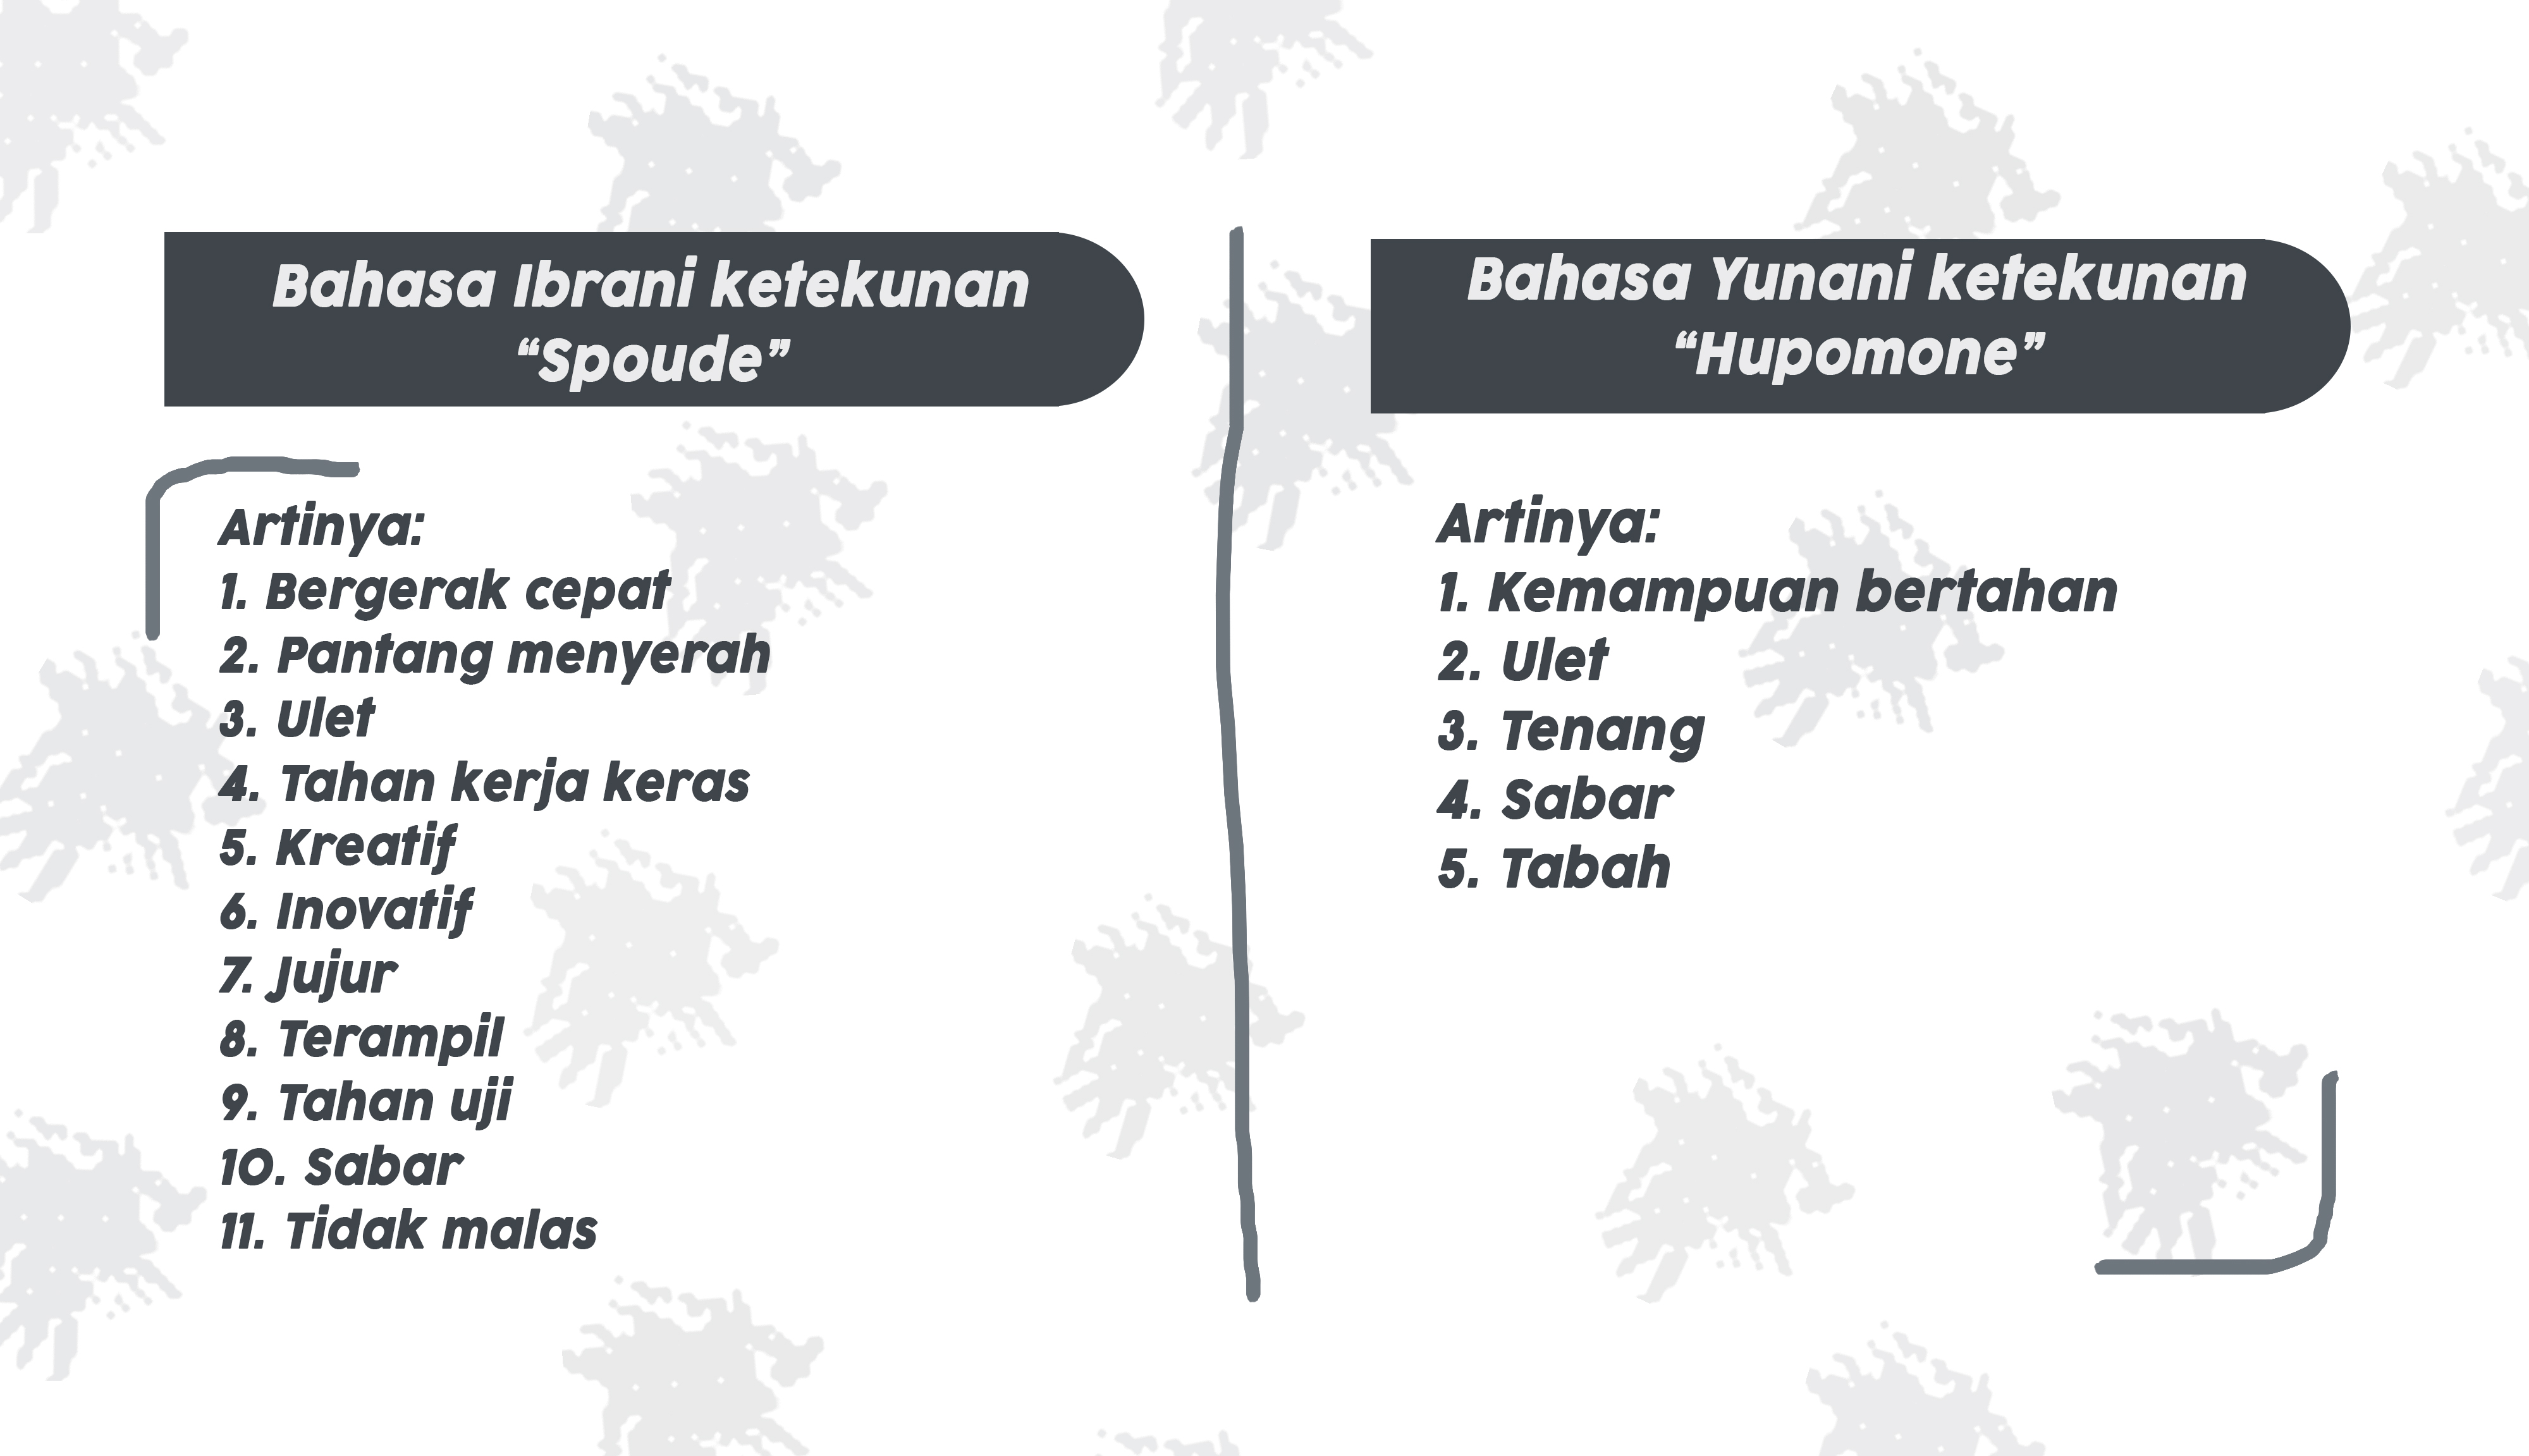 Bahasa Ibrani ketekunan
“Spoude”
Artinya:
1. Bergerak cepat
2. Pantang menyerah
3. Ulet
4. Tahan kerja keras
5. Kreatif
6. Inovatif
7. Jujur
8. Terampil
9. Tahan uji
10. Sabar
11. Tidak malas
Bahasa Yunani ketekunan
“Hupomone”
Artinya:
1. Kemampuan bertahan
2. Ulet
3. Tenang
4. Sabar
5. Tabah